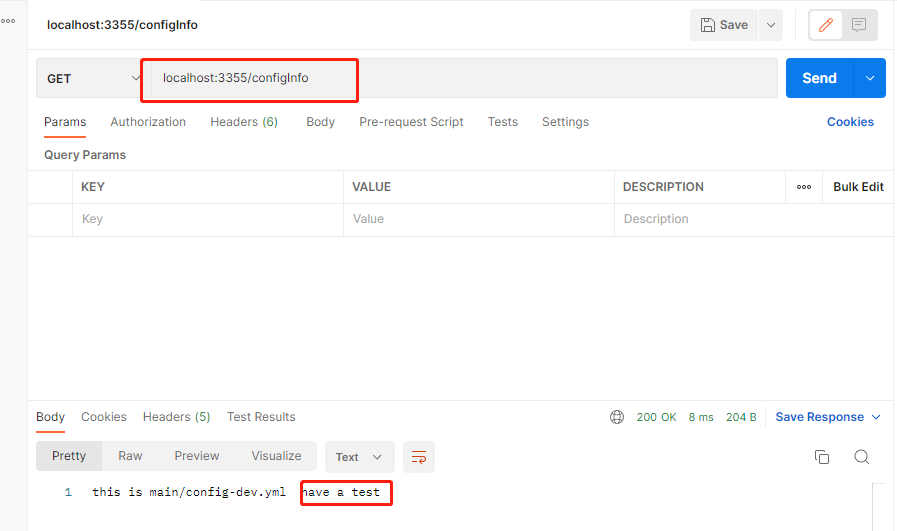 localhost:3355/configInfo
Save
GET
localhost:3355/configInfo
Send
Params Authorization Headers (6) Body Pre-request Script Tests Settings Cookies
Query Params
KEY VALUE DESCRIPTION Bulk Edit
Key Value Description
Body Cookies Headers (5) Test Results 200 OK 8 ms 204 B Save Response
Pretty Raw Preview Visualize Text
1 this is main/config-dev.yml have a test